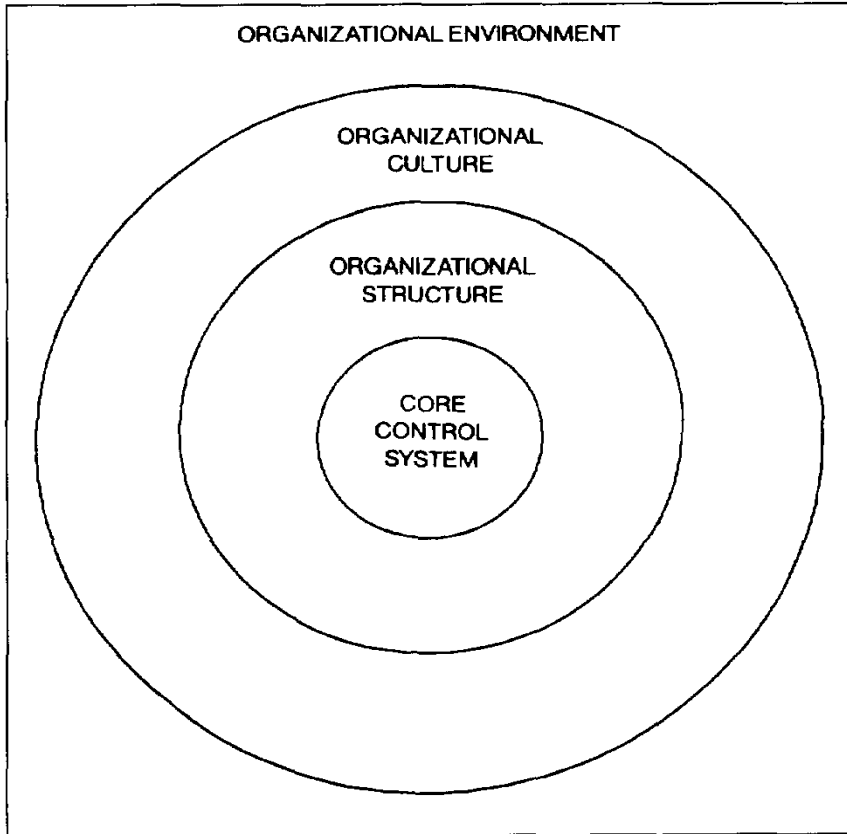 ORGANIZATIONAL ENVIRONMENT
ORGANIZATIONAL
CULTURE
ORGANIZATIONAL
STRUCTURE
CORE
CONTROL
SYSTEM